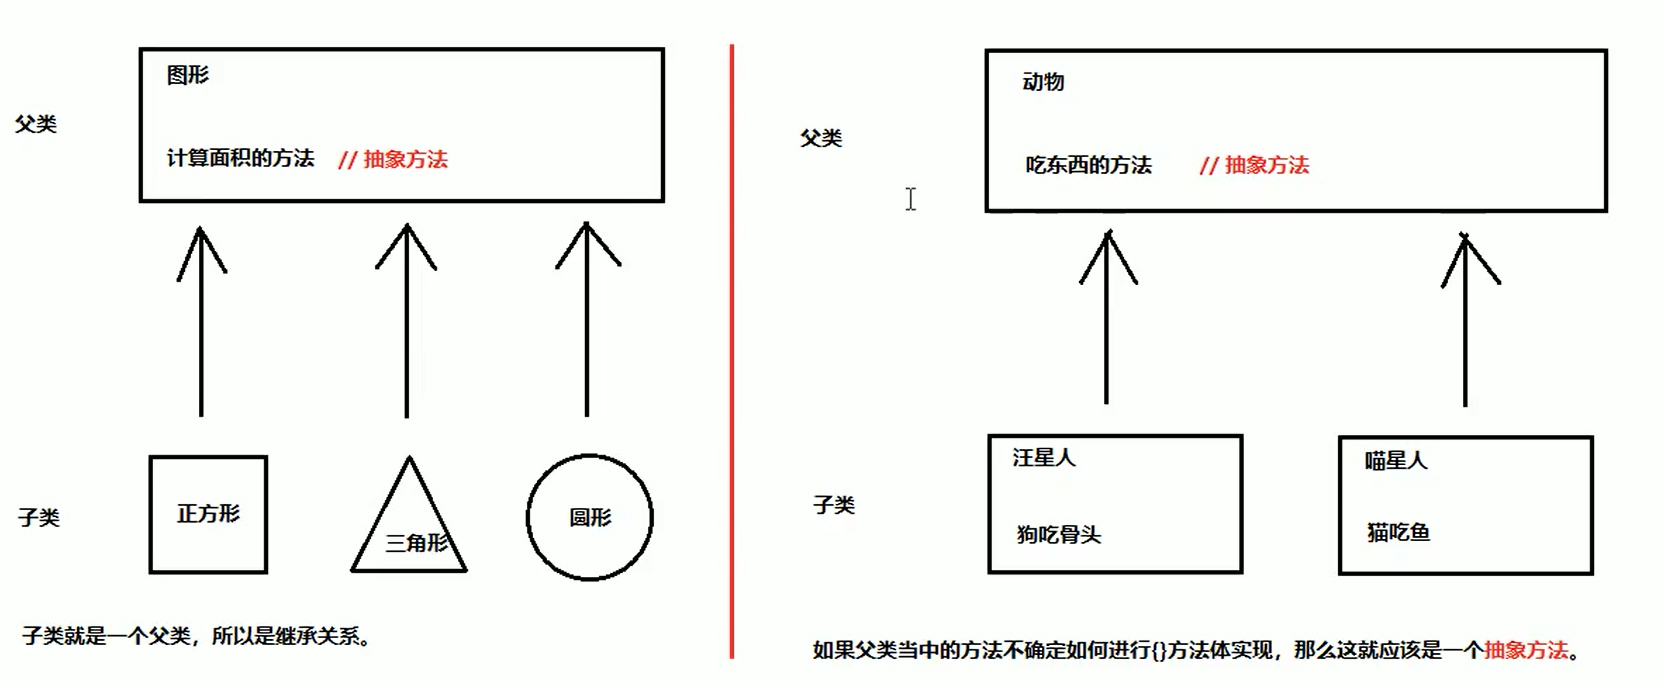 父类
图形
计算面积的方法 // 抽象方法
子类
正方形
三角形
圆形
子类就是一个父类，所以是继承关系。
父类
动物
吃东西的方法 // 抽象方法
子类
汪星人
狗吃骨头
喵星人
猫吃鱼
如果父类当中的方法不确定如何进行{}方法体实现，那么这就应该是一个抽象方法。